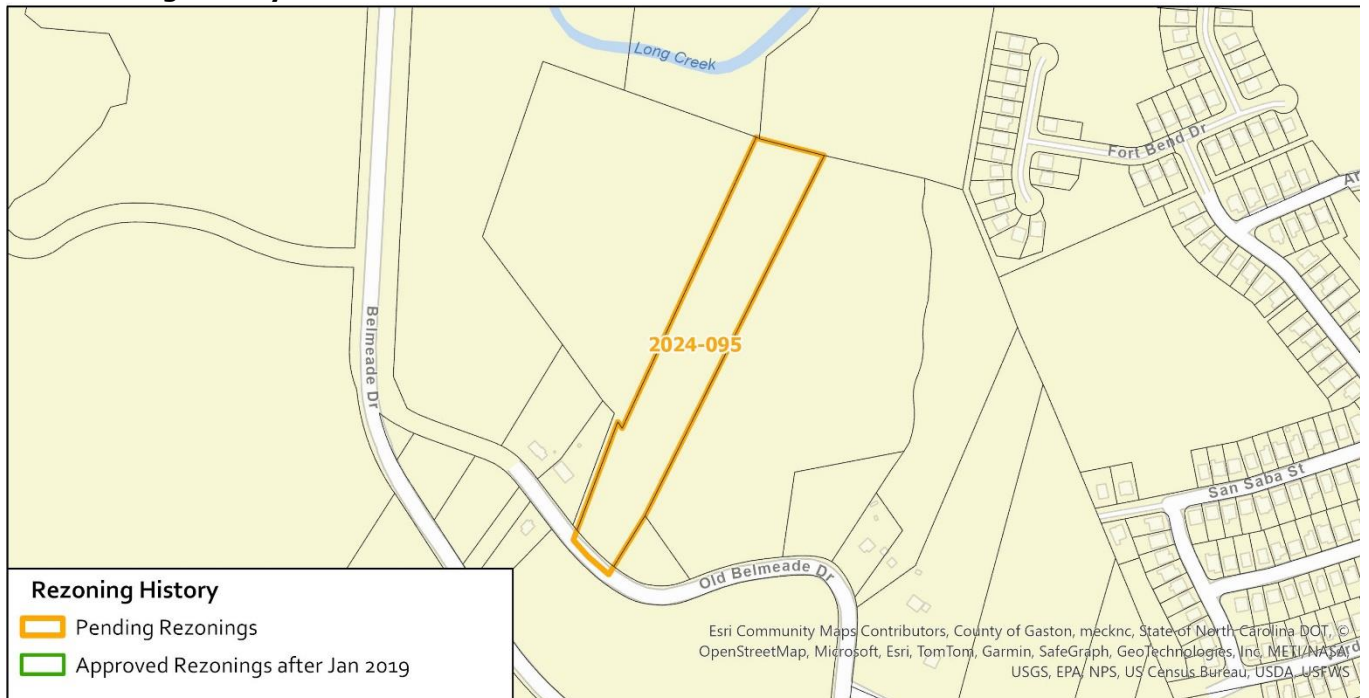 Long Creek
Fort Bend Dr
Belmeade Dr
2024-095
San Saba St
Old Belmeade Dr
Rezoning History
Pending Rezonings
Approved Rezonings after Jan 2019
Esri Community Maps Contributors, County of Gaston, mecknc, State of North Carolina DOT, ©
OpenStreetMap, Microsoft, Esri, TomTom, Garmin, SafeGraph, GeoTechnologies, Inc, METI/NASA,
USGS, EPA, NPS, US Census Bureau, USDA, USFWS